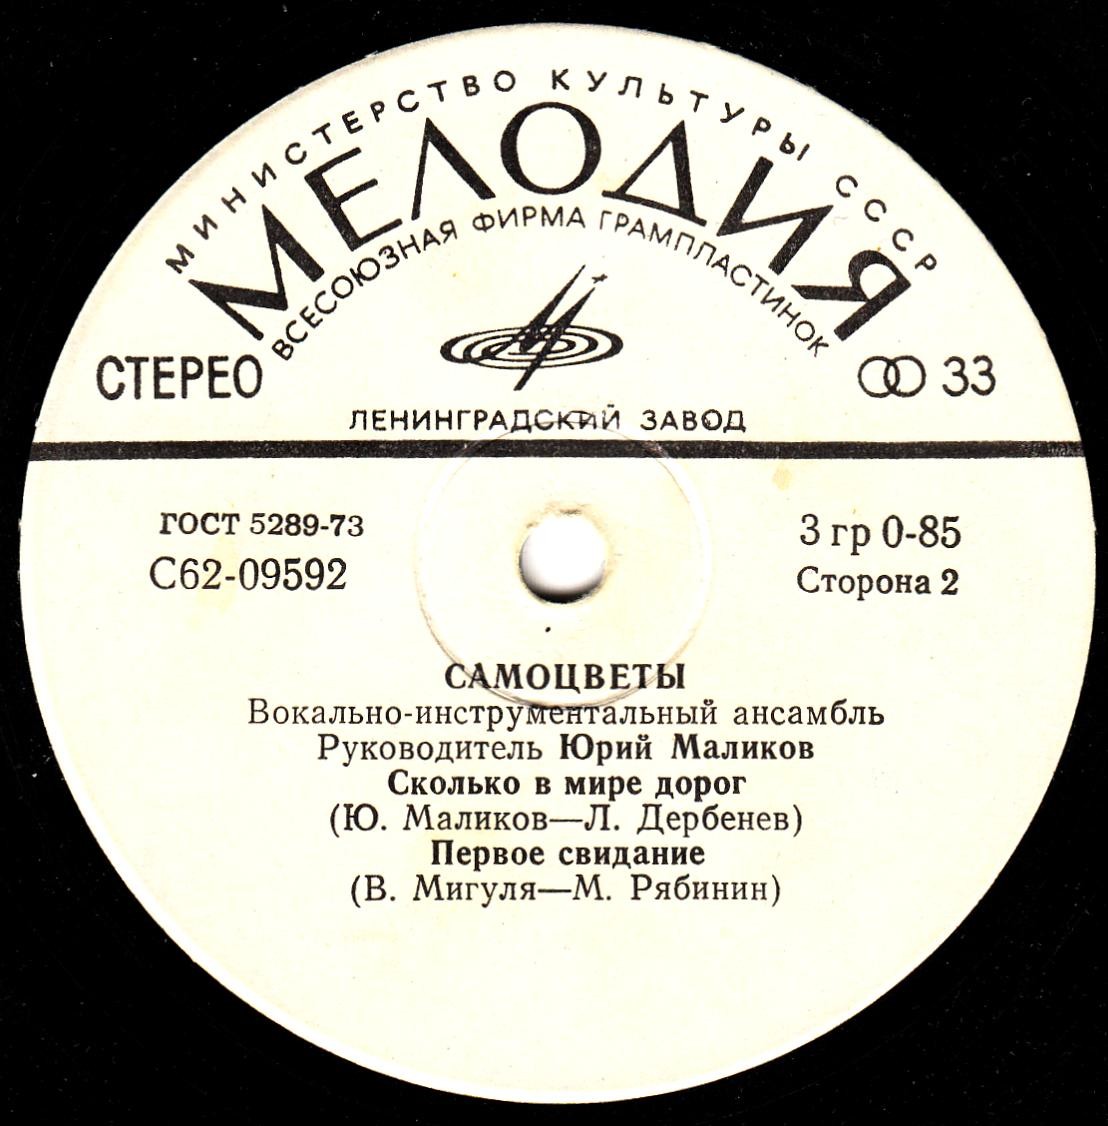 МИНИСТЕРСТВО КУЛЬТУРЫ СССР
МЕЛОДИЯ
ВСЕСОЮЗНАЯ ФИРМА ГРАМПЛАСТИНОК
СТЕРЕО
33
ЛЕНИНГРАДСКИЙ ЗАВОД
ГОСТ 5289-73
3 гр 0-85
С62-09592
Сторона 2
САМОЦВЕТЫ
Вокально-инструментальный ансамбль
Руководитель Юрий Маликов
Сколько в мире дорог
(Ю. Маликов—Л. Дербенев)
Первое свидание
(В. Мигуля—М. Рябинин)